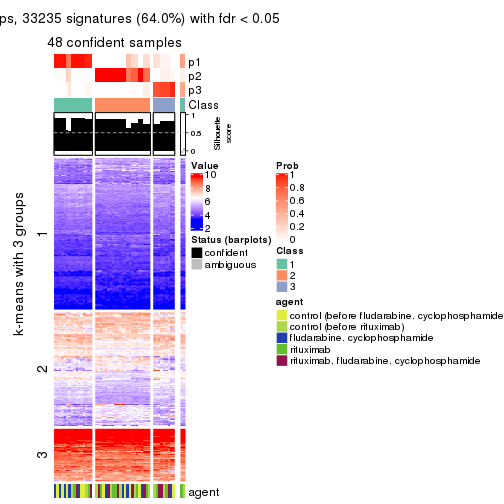 ps, 33235 signatures (64.0%) with fdr < 0.05
48 confident samples
p1
p2
p3
Class
1
0.5
0
Silhouette
score
k-means with 3 groups
1
2
3
agent
Value
10
8
6
4
2
Status (barplots)
confident
ambiguous
Prob
1
0.8
0.6
0.4
0.2
0
Class
1
2
3
agent
control (before fludarabine. cyclophosphamide
control (before rituximab)
fludarabine. cyclophosphamide
rituximab
rituximab. fludarabine. cyclophosphamide